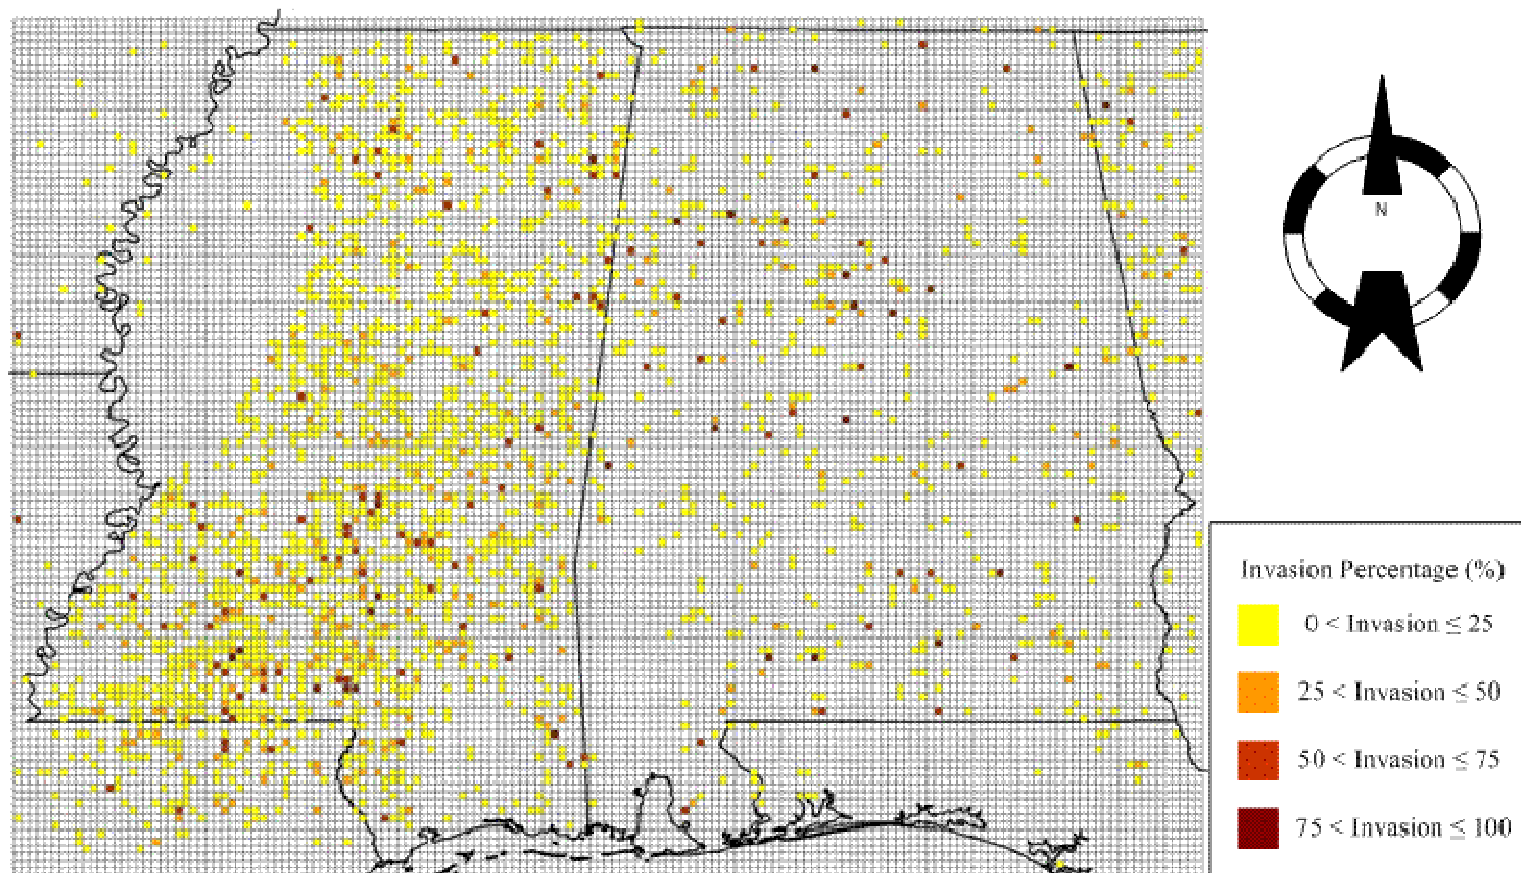 N
Invasion Percentage (%)
0 < Invasion ≤ 25
25 < Invasion ≤ 50
50 < Invasion ≤ 75
75 < Invasion ≤ 100